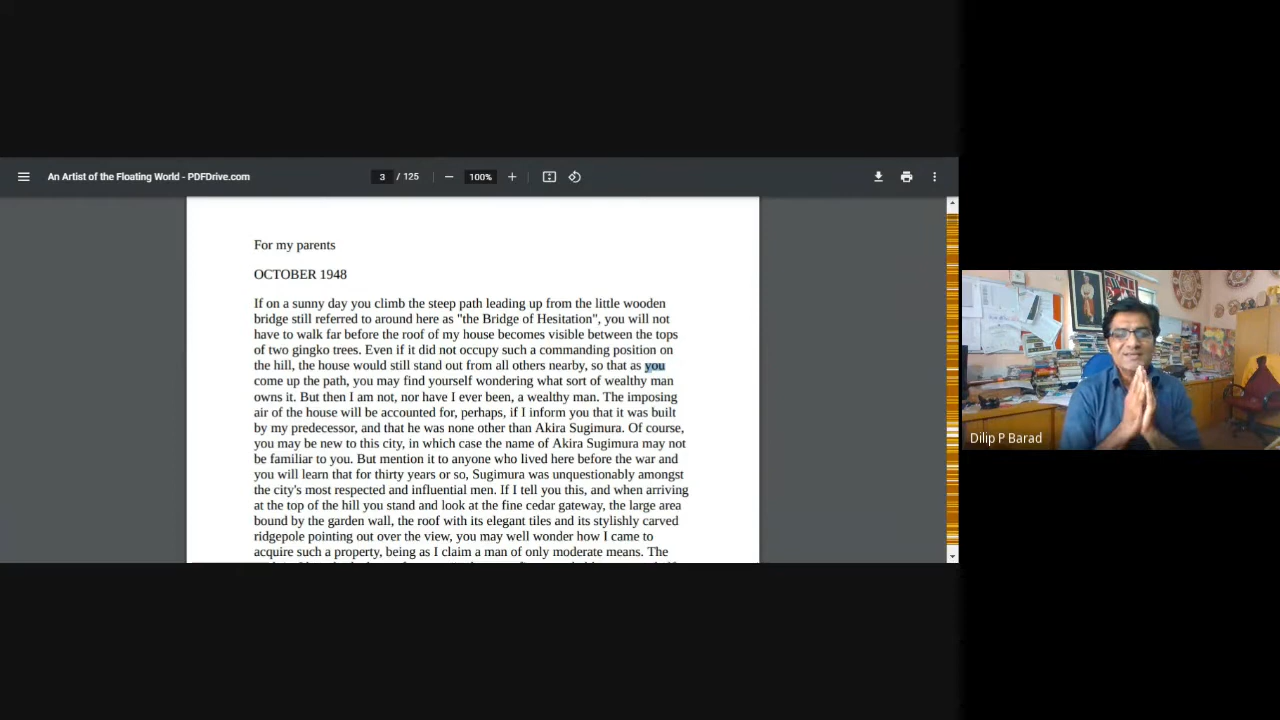 An Artist of the Floating World - PDFDrive.com
3 / 125
100%
For my parents
OCTOBER 1948
If on a sunny day you climb the steep path leading up from the little wooden
bridge still referred to around here as "the Bridge of Hesitation", you will not
have to walk far before the roof of my house becomes visible between the tops
of two gingko trees. Even if it did not occupy such a commanding position on
the hill, the house would still stand out from all others nearby, so that as you
come up the path, you may find yourself wondering what sort of wealthy man
owns it. But then I am not, nor have I ever been, a wealthy man. The imposing
air of the house will be accounted for, perhaps, if I inform you that it was built
by my predecessor, and that he was none other than Akira Sugimura. Of course,
you may be new to this city, in which case the name of Akira Sugimura may not
be familiar to you. But mention it to anyone who lived here before the war and
you will learn that for thirty years or so, Sugimura was unquestionably amongst
the city's most respected and influential men. If I tell you this, and when arriving
at the top of the hill you stand and look at the fine cedar gateway, the large area
bound by the garden wall, the roof with its elegant tiles and its stylishly carved
ridgepole pointing out over the view, you may well wonder how I came to
acquire such a property, being as I claim a man of only moderate means. The
Dilip P Barad